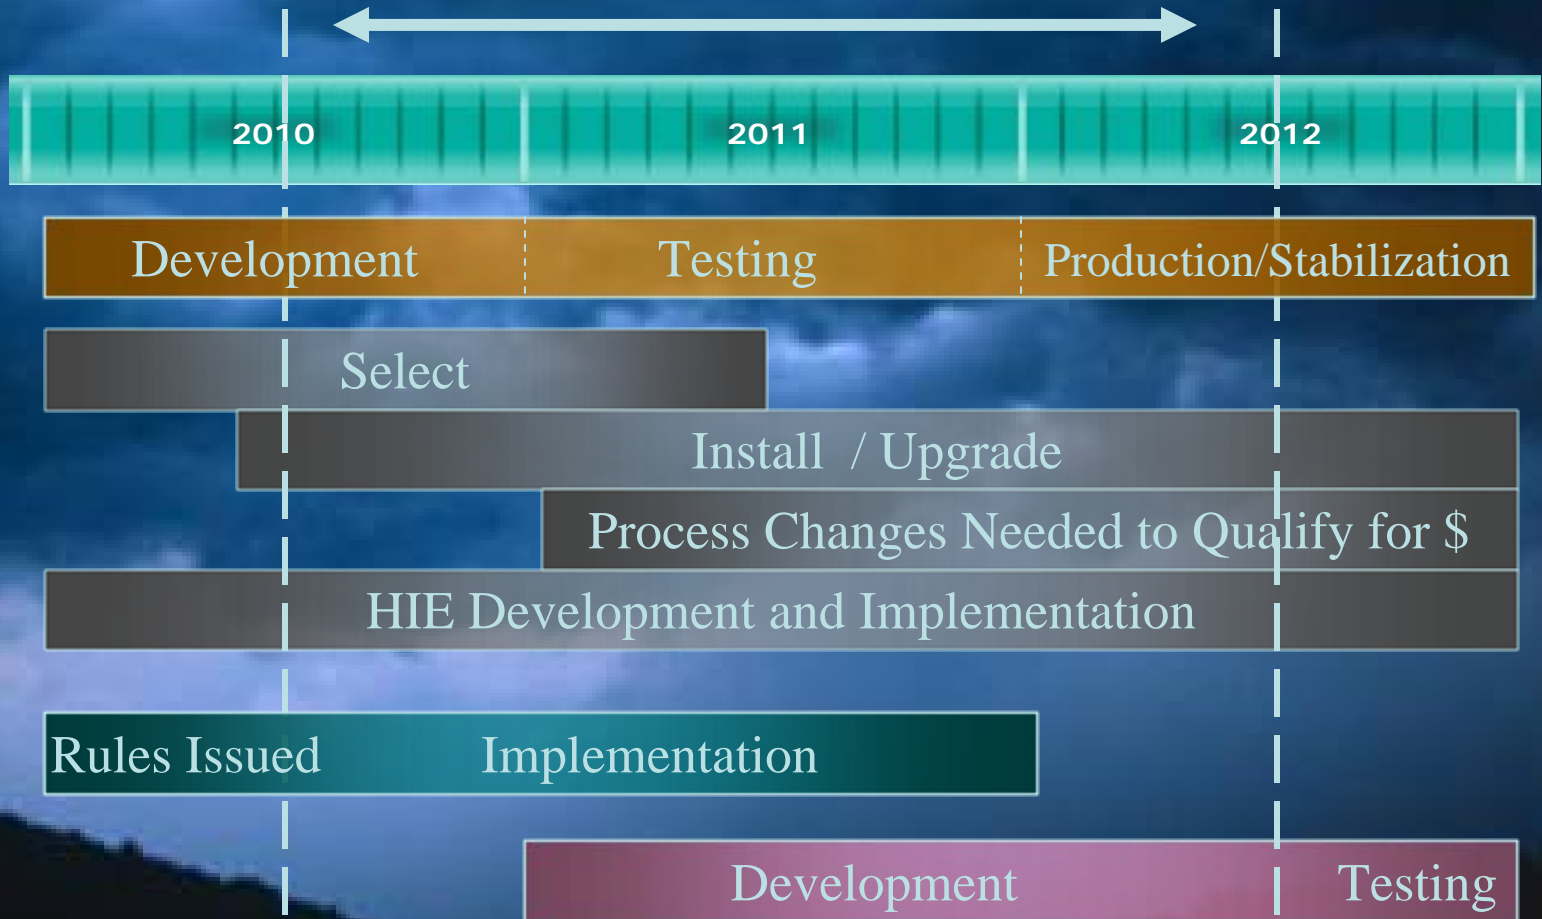 2010 2011 2012
Development Testing Production/Stabilization
Select
Install / Upgrade
Process Changes Needed to Qualify for $
HIE Development and Implementation
Rules Issued Implementation
Development Testing